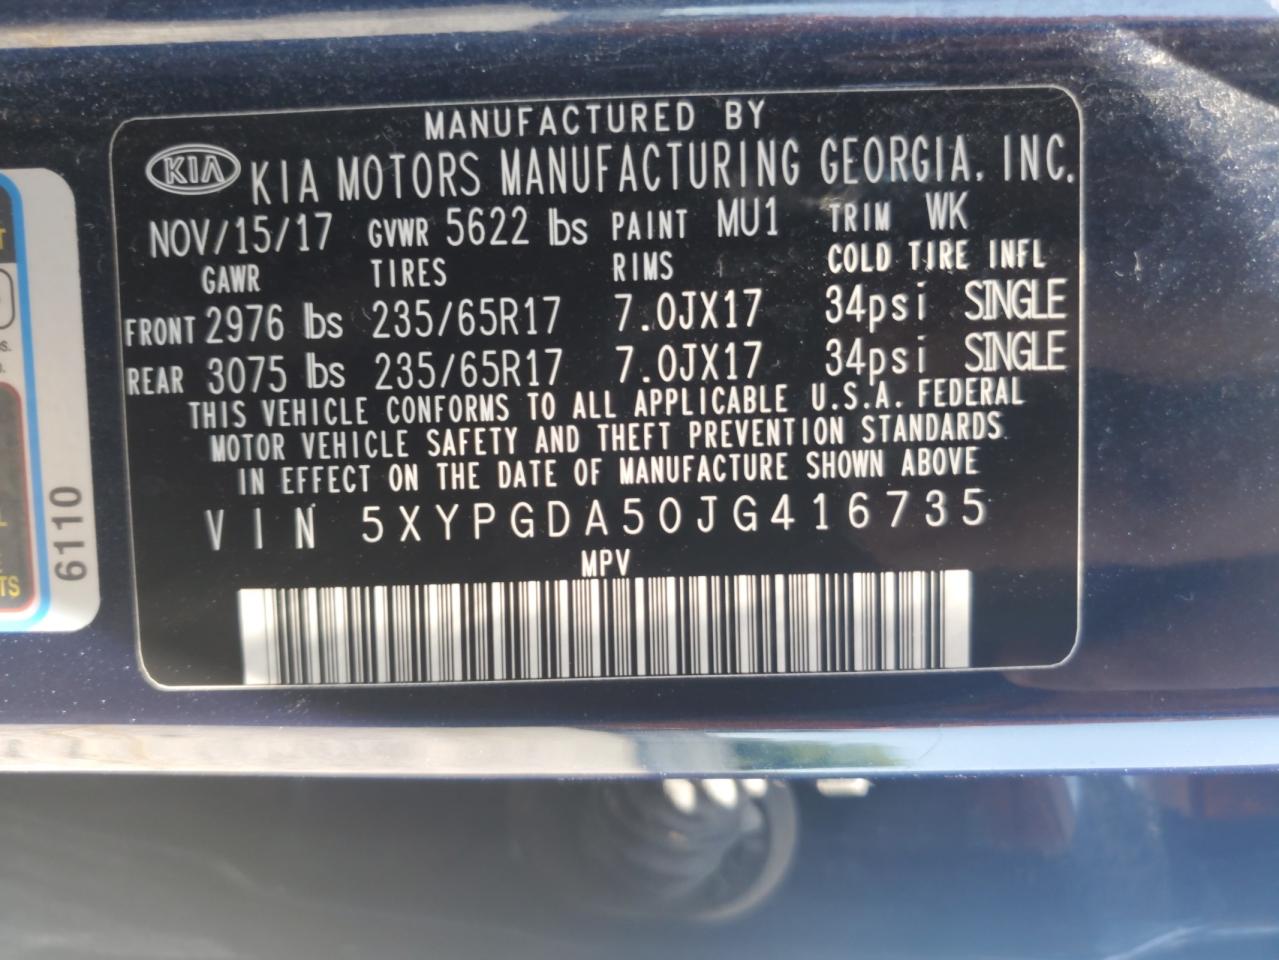 MANUFACTURED BY
KIA KIA MOTORS MANUFACTURING GEORGIA, INC.
NOV/15/17 GVWR 5622 lbs PAINT MU1 TRIM WK
GAWR TIRES RIMS COLD TIRE INFL
FRONT 2976 lbs 235/65R17 7.0JX17 34psi SINGLE
REAR 3075 lbs 235/65R17 7.0JX17 34psi SINGLE
THIS VEHICLE CONFORMS TO ALL APPLICABLE U.S.A. FEDERAL
MOTOR VEHICLE SAFETY AND THEFT PREVENTION STANDARDS
IN EFFECT ON THE DATE OF MANUFACTURE SHOWN ABOVE
VIN 5XYPGDA50JG416735
MPV
6110